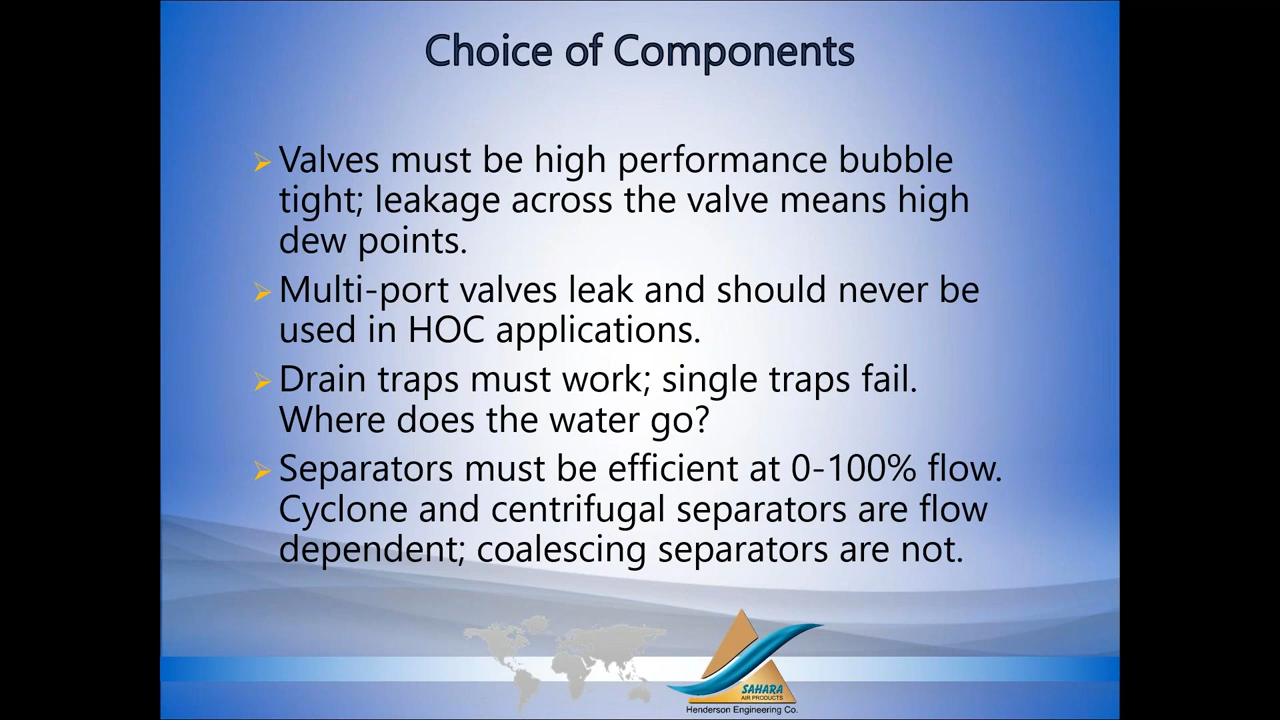 Choice of Components
Valves must be high performance bubble
tight; leakage across the valve means high
dew points.
Multi-port valves leak and should never be
used in HOC applications.
Drain traps must work; single traps fail.
Where does the water go?
Separators must be efficient at 0-100% flow.
Cyclone and centrifugal separators are flow
dependent; coalescing separators are not.
SAHARA
AIR PRODUCTS
Henderson Engineering Co.